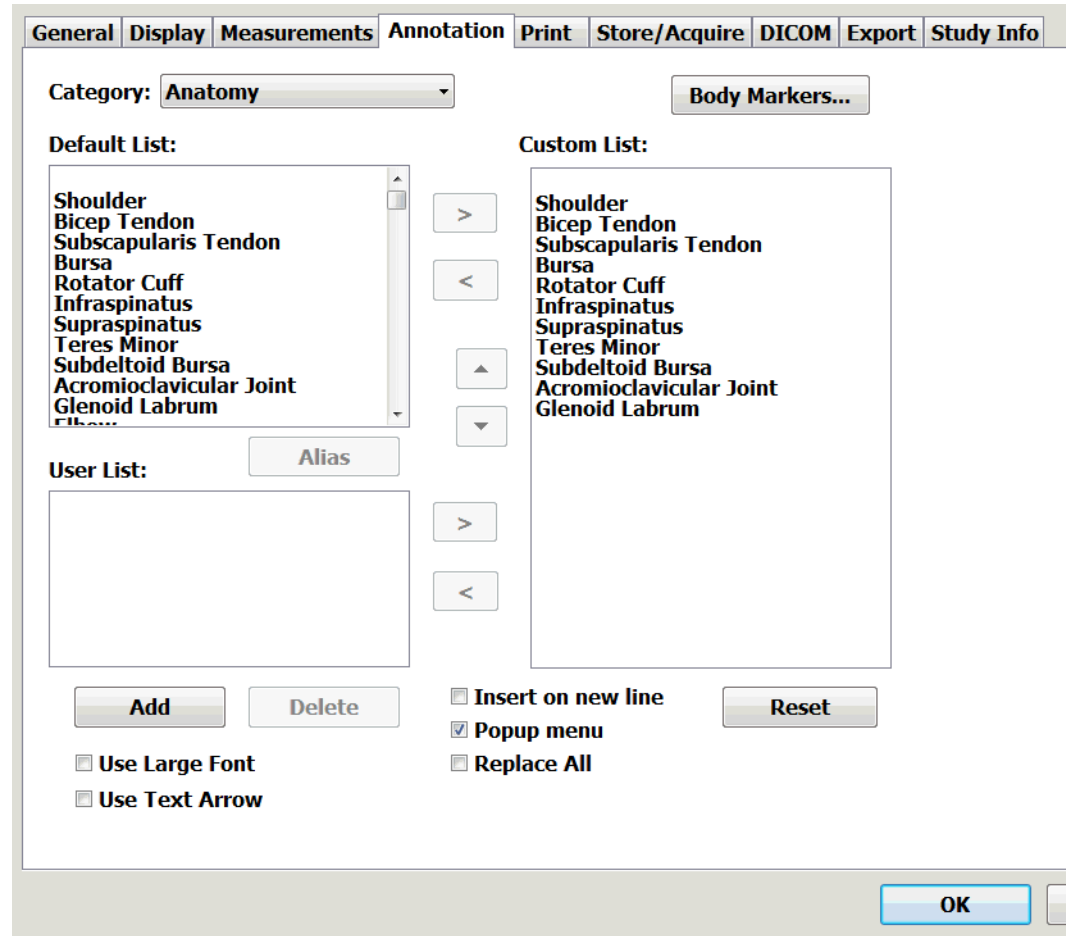 General Display Measurements Annotation Print Store/Acquire DICOM Export Study Info
Category: Anatomy
Body Markers...
Default List:
Shoulder
Bicep Tendon
Subscapularis Tendon
Bursa
Rotator Cuff
Infraspinatus
Supraspinatus
Teres Minor
Subdeltoid Bursa
Acromioclavicular Joint
Glenoid Labrum
Elbow
>
<
Custom List:
Shoulder
Bicep Tendon
Subscapularis Tendon
Bursa
Rotator Cuff
Infraspinatus
Supraspinatus
Teres Minor
Subdeltoid Bursa
Acromioclavicular Joint
Glenoid Labrum
Alias
User List:
>
<
Add
Delete
Use Large Font
Use Text Arrow
Insert on new line
Popup menu
Replace All
Reset
OK